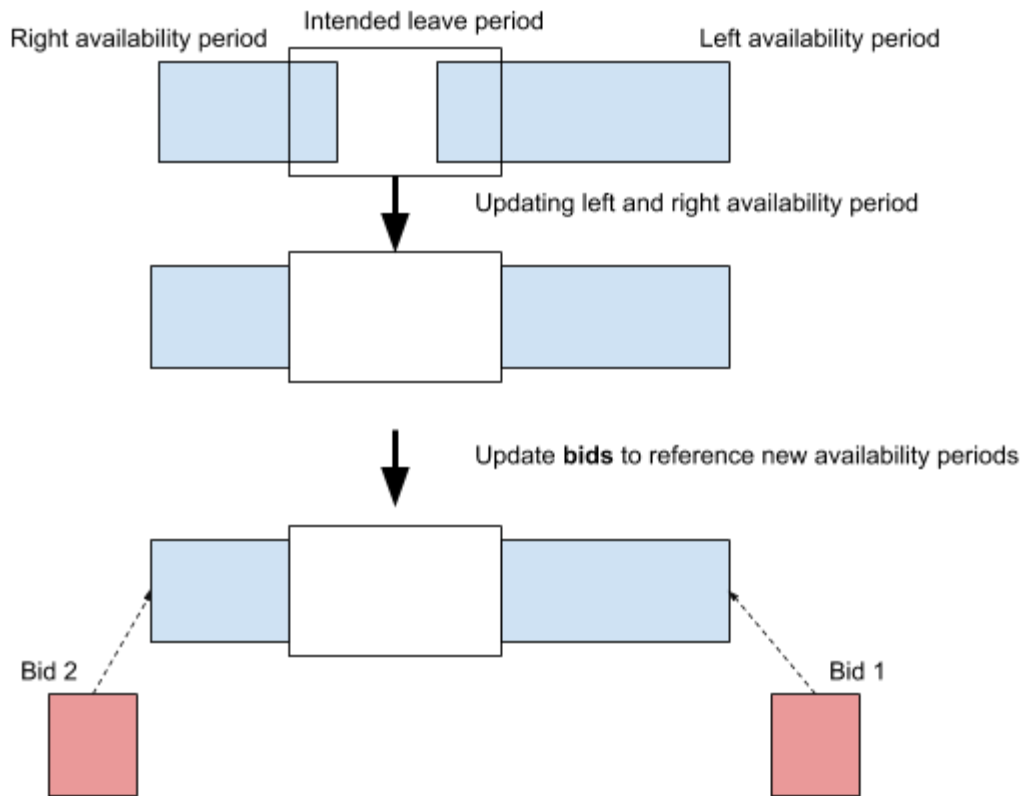 Intended leave period
Right availability period
Left availability period
Updating left and right availability period
Update bids to reference new availability periods
Bid 2
Bid 1